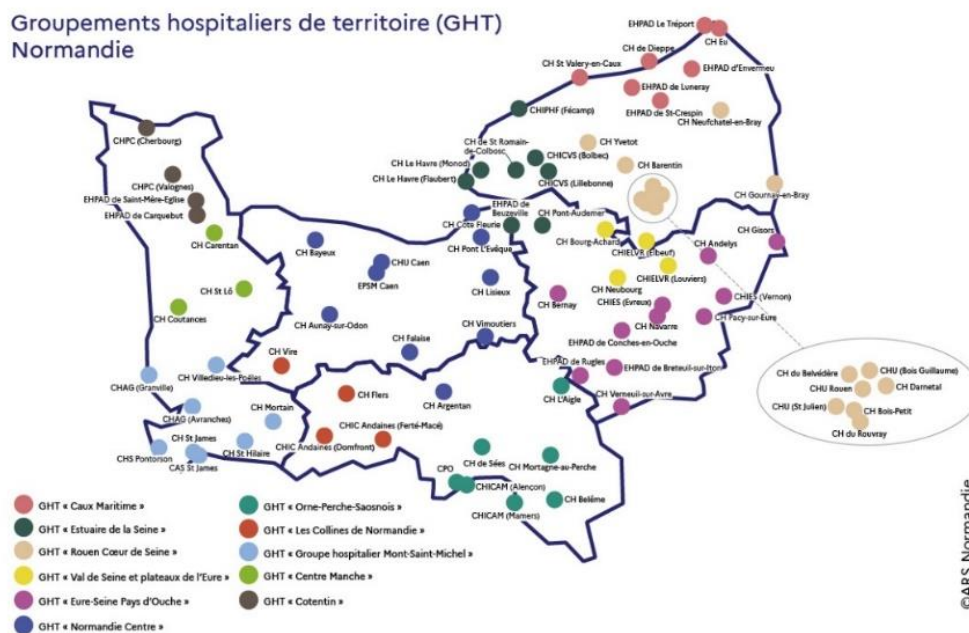 Groupements hospitaliers de territoire (GHT)
Normandie
EHPAD Le Tréport
CH Eu
CH de Dieppe
CH St Valery-en-Caux
EHPAD d'Envermeu
EHPAD de Luneray
EHPAD de St-Crespin
CHIPHF (Fécamp)
CH Neufchatel-en-Bray
CHPC (Cherbourg)
CH de St Romain-
de-Colbosc
CH Yvetot
CHICVS (Bolbec)
CH Le Havre (Monod)
CH Barentin
CHPC (Valognes)
CH Le Havre (Flaubert)
CHICVS (Lillebonne)
CH Gournay-en-Bray
EHPAD de Saint-Mère-Eglise
EHPAD de Carquebut
EHPAD de
Beuzeville
CH Pont-Audemer
CH Cote Fleurie
CH Carentan
CH Bourg-Achard
CH Gisors
CH Bayeux
CH Pont L'Evêque
CHIELVR (Elbeuf)
CH Andelys
CHU Caen
CHIELVR (Louviers)
EPSM Caen
CH Lisieux
CH Neubourg
CH St Lô
CH Bernay
CHIES (Evreux)
CHIES (Vernon)
CH Coutances
CH Aunay-sur-Odon
CH Vimoutiers
CH Navarre
CH Pacy-sur-Eure
EHPAD de Conches-en-Ouche
CH Vire
CH Falaise
EHPAD de Rugles
EHPAD de Breteuil-sur-Iton
CH Villedieu-les-Poêles
CHAG (Granville)
CH Flers
CH Argentan
CH L'Aigle
CH Verneuil-sur-Avre
CH du Belvédère
CHU (Bois Guillaume)
CHU Rouen
CH Darnetal
CHU (St Julien)
CH Bois-Petit
CH du Rouvray
CHAG (Avranches)
CH Mortain
CHIC Andaines (Ferté-Macé)
CH St James
CHIC Andaines (Domfront)
CHS Pontorson
CH St Hilaire
CAS St James
CH de Sées
CH Mortagne-au-Perche
CPO
CHICAM (Alençon)
CH Belême
CHICAM (Mamers)
GHT « Caux Maritime »
GHT « Estuaire de la Seine »
GHT « Rouen Cœur de Seine »
GHT « Val de Seine et plateaux de l'Eure »
GHT « Eure-Seine Pays d'Ouche »
GHT « Normandie Centre »
GHT « Orne-Perche-Saosnois »
GHT « Les Collines de Normandie »
GHT « Groupe hospitalier Mont-Saint-Michel »
GHT « Centre Manche »
GHT « Cotentin »
©ARS Normandie